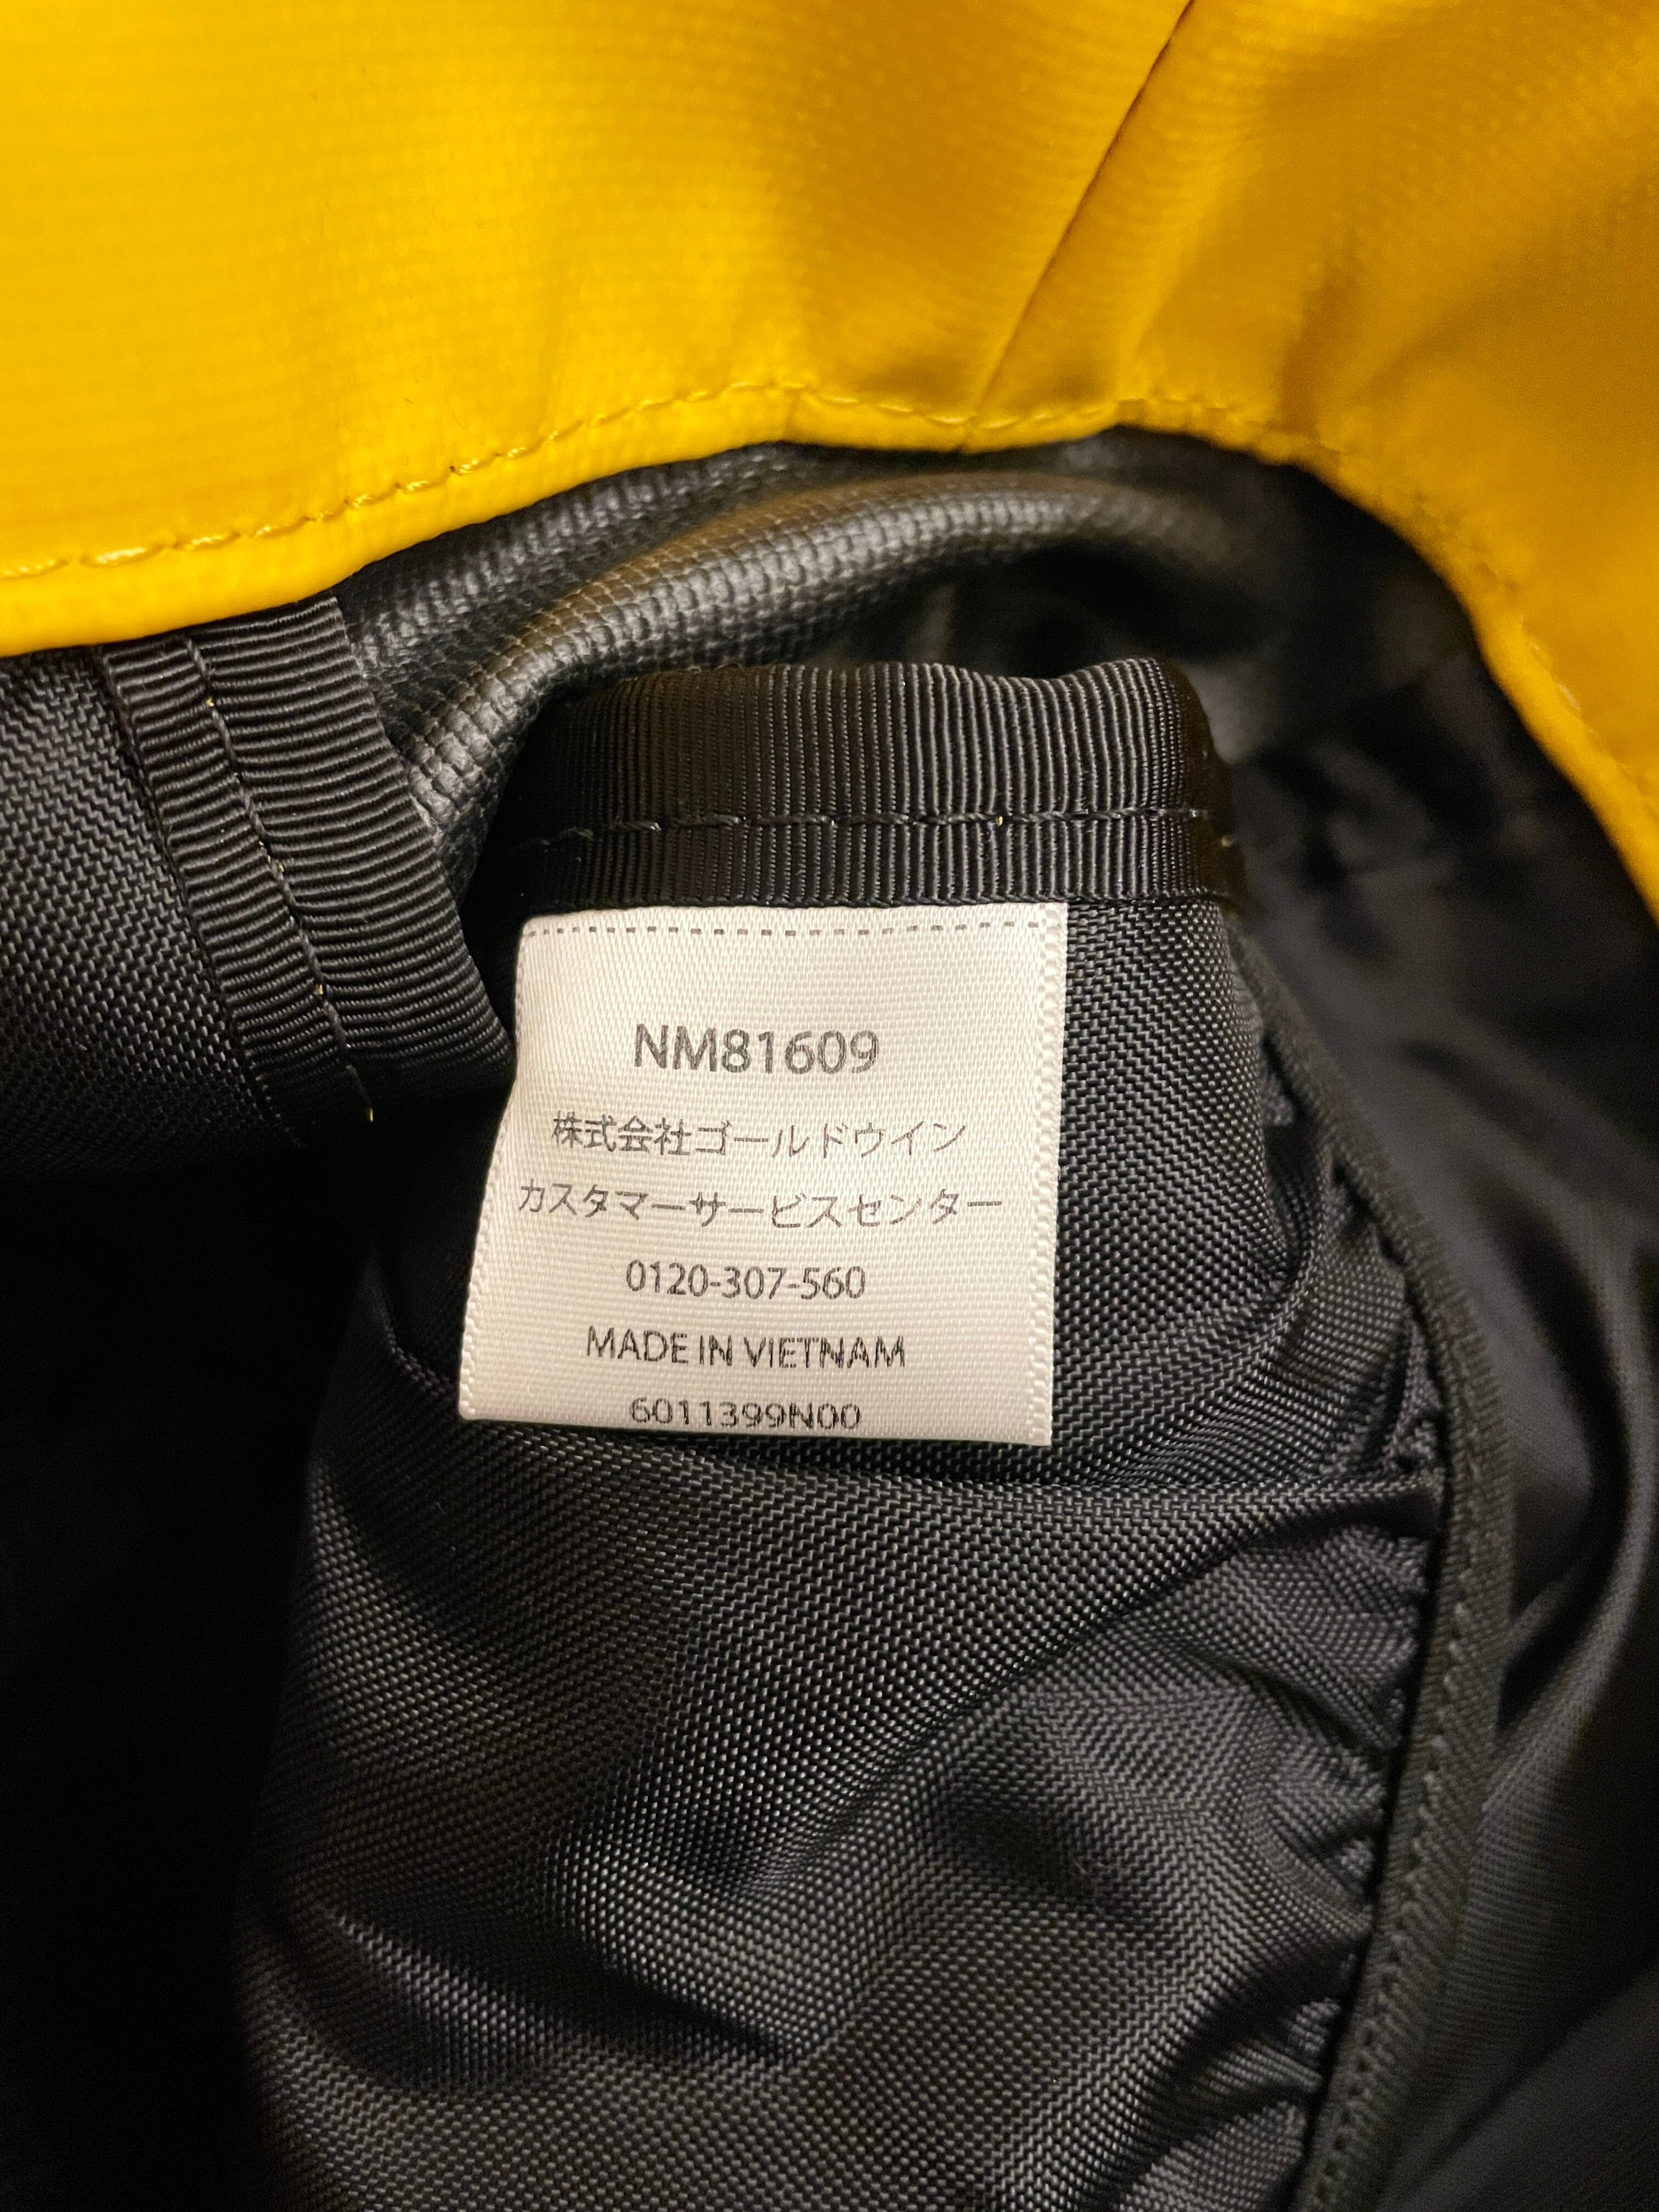 NM81609
株式会社ゴールドウイン
カスタマーサービスセンター
0120-307-560
MADE IN VIETNAM
6011399N00